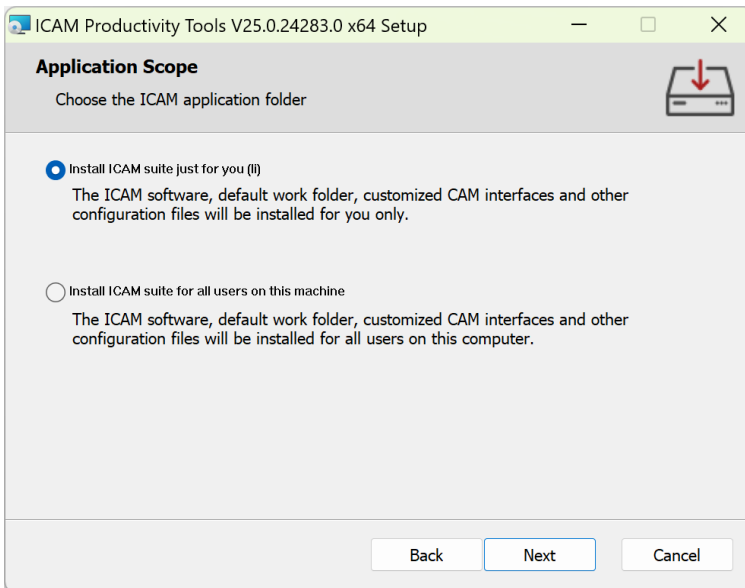 ICAM Productivity Tools V25.0.24283.0 x64 Setup
Application Scope
Choose the ICAM application folder
Install ICAM suite just for you (li)
The ICAM software, default work folder, customized CAM interfaces and other
configuration files will be installed for you only.
Install ICAM suite for all users on this machine
The ICAM software, default work folder, customized CAM interfaces and other
configuration files will be installed for all users on this computer.
Back
Next
Cancel